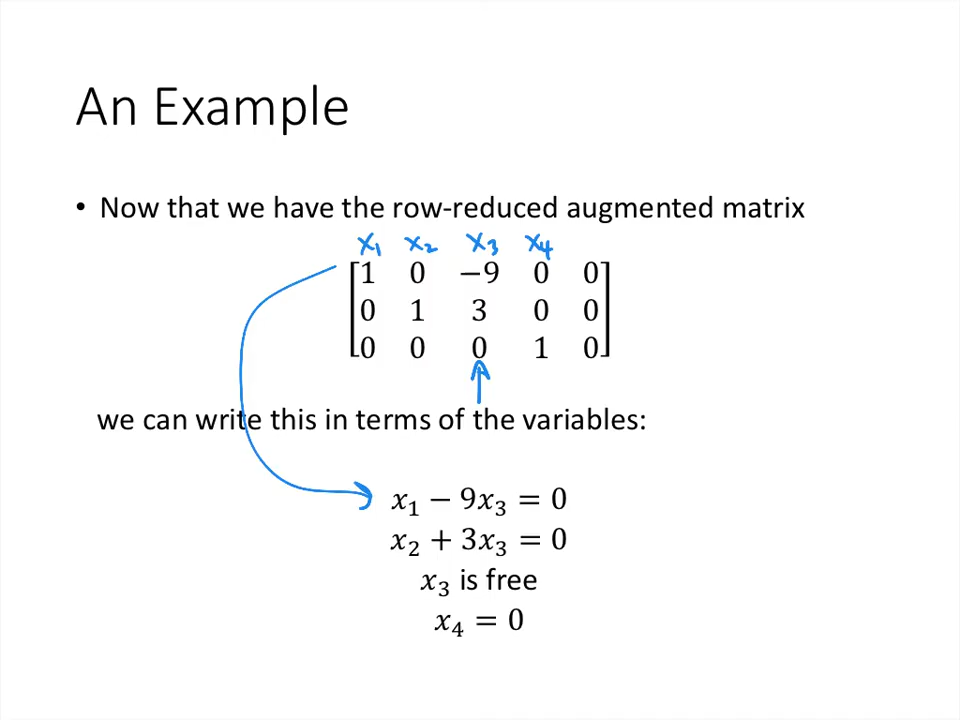 An Example
• Now that we have the row-reduced augmented matrix
x₁ x₂ x₃ x₄
1 0 −9 0 0
0 1 3 0 0
0 0 0 1 0
we can write this in terms of the variables:
x₁ − 9x₃ = 0
x₂ + 3x₃ = 0
x₃ is free
x₄ = 0